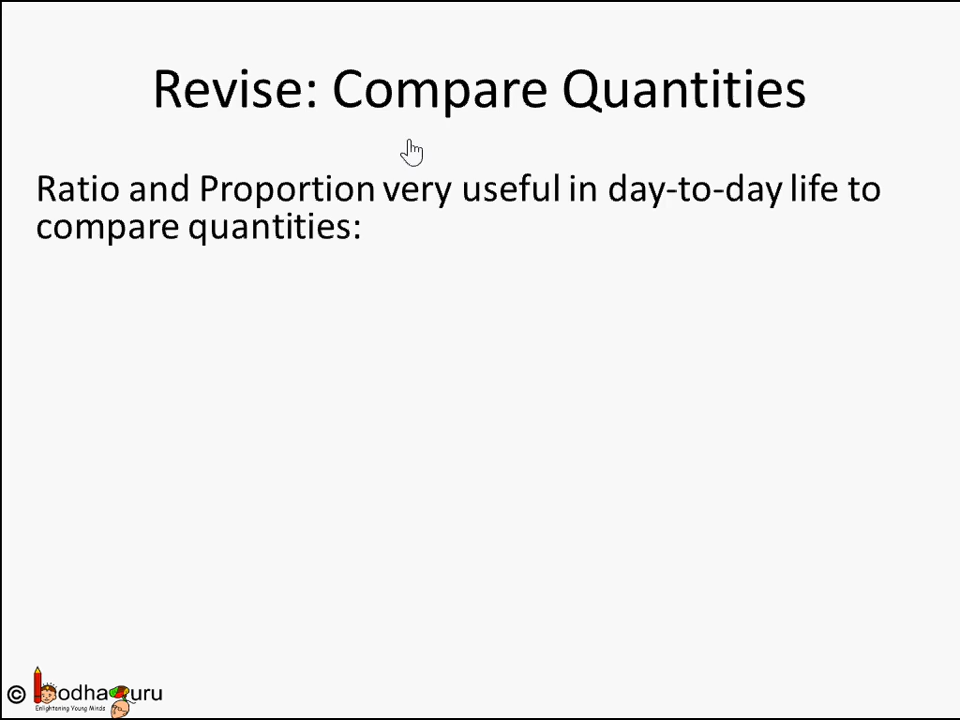 Revise: Compare Quantities
Ratio and Proportion very useful in day-to-day life to
compare quantities:
© BodhaGuru
Enlightening Young Minds